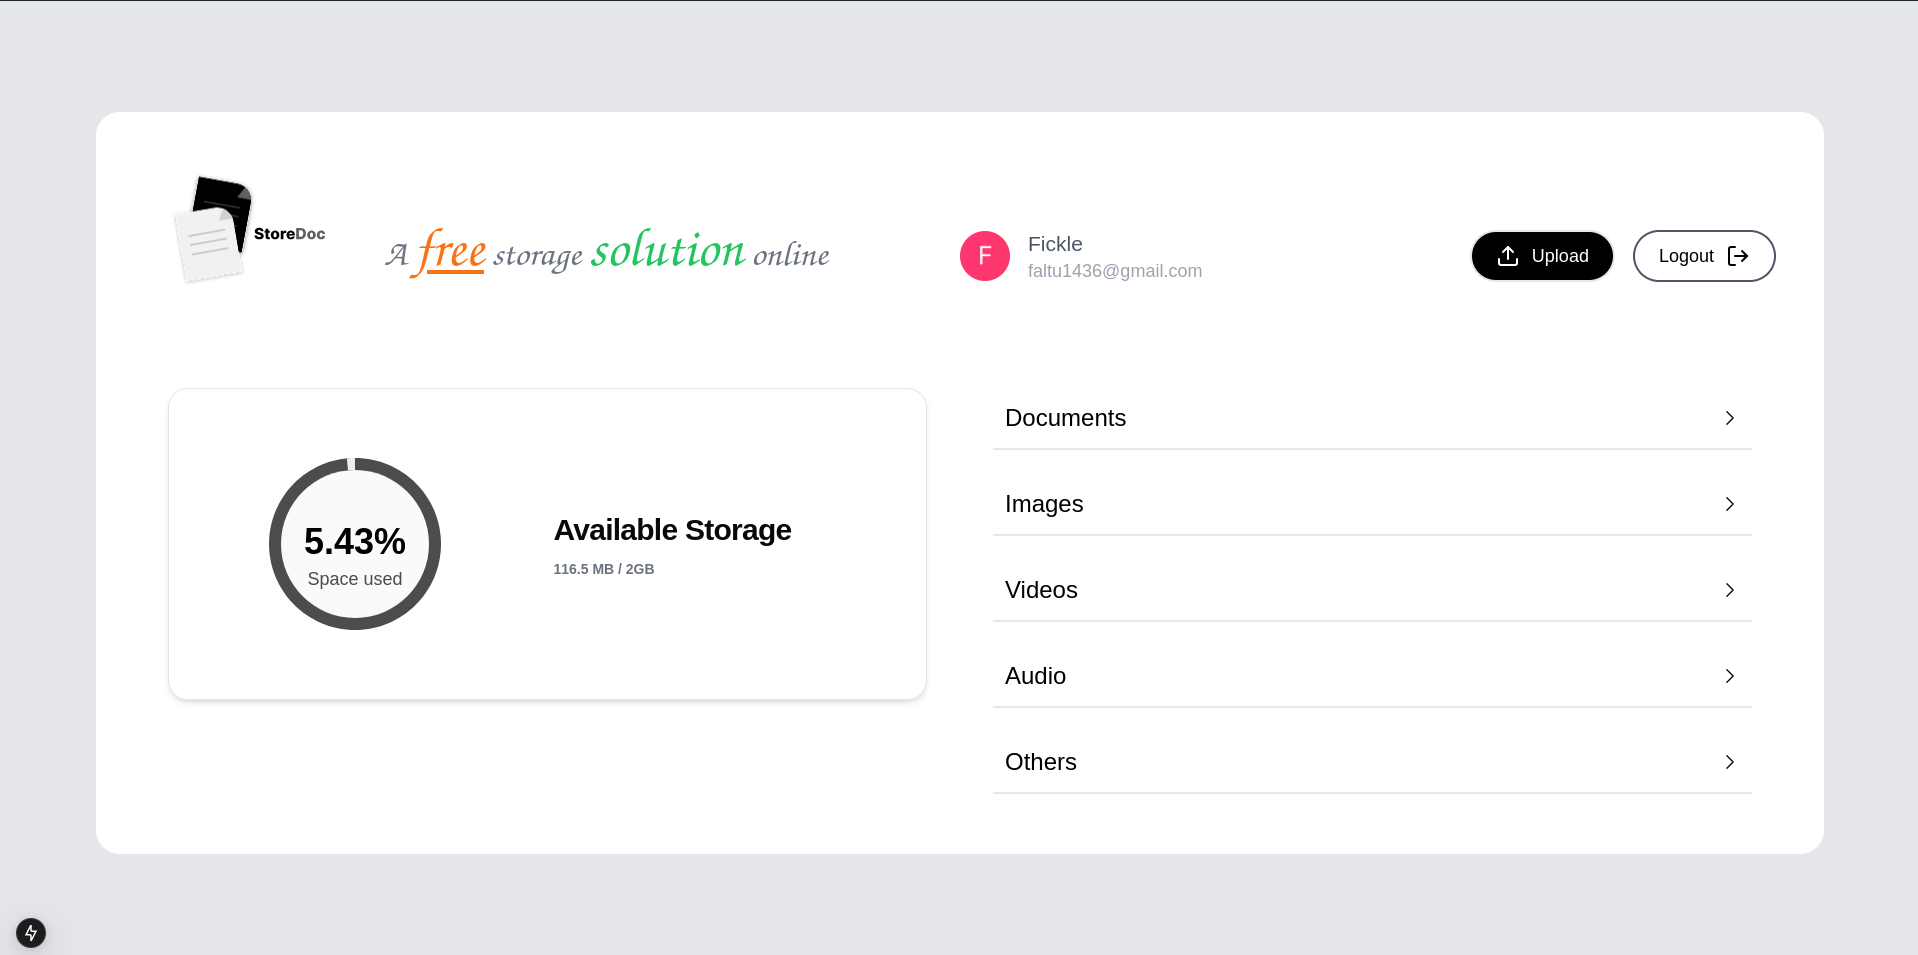 StoreDoc
A free storage solution online
F
Fickle
faltu1436@gmail.com
Upload
Logout
5.43%
Space used
Available Storage
116.5 MB / 2GB
Documents
Images
Videos
Audio
Others